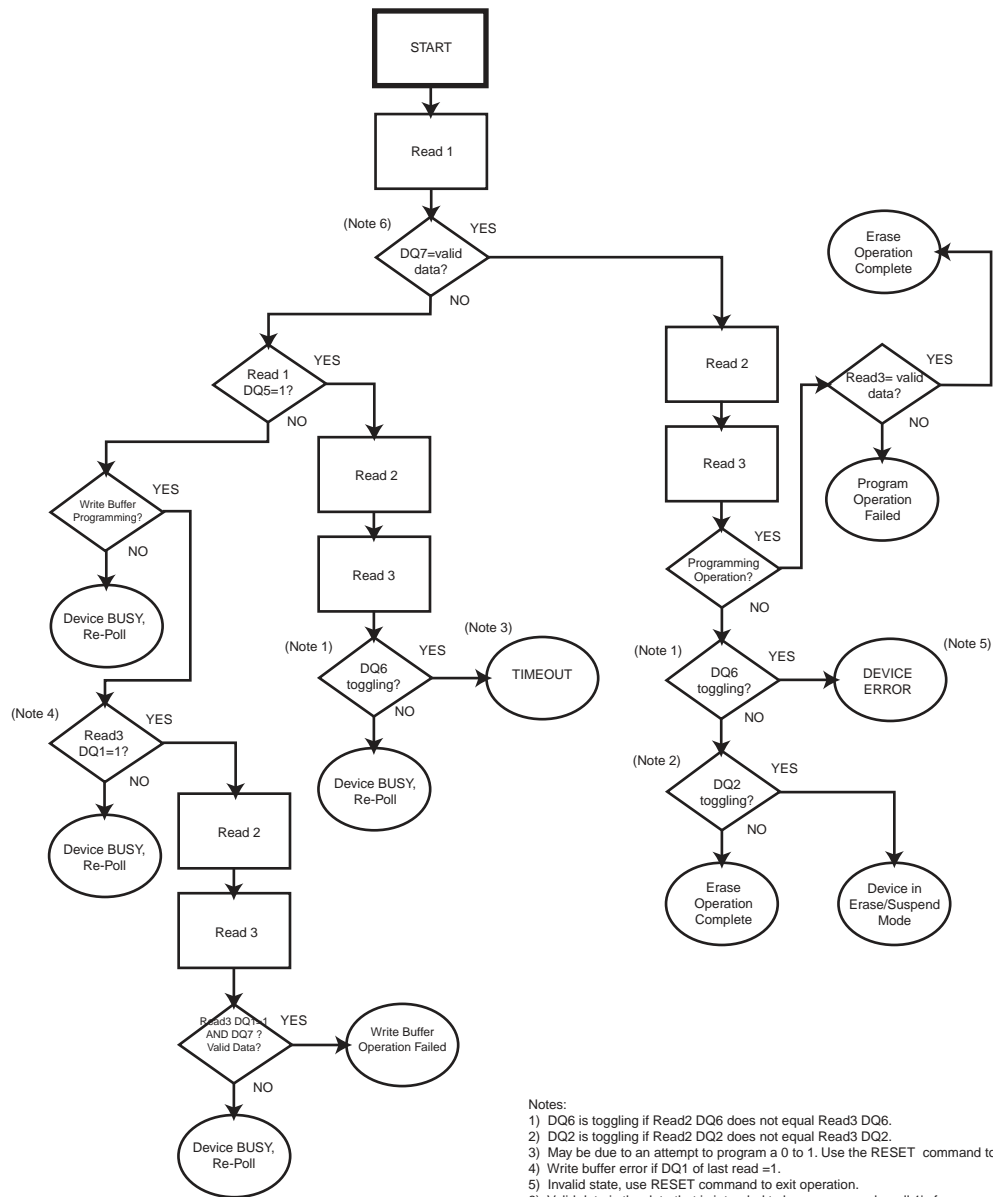 START
Read 1
(Note 6)
YES
DQ7=valid
data?
NO
Erase
Operation
Complete
YES
Read 1
DQ5=1?
NO
Read 2
YES
Read3= valid
data?
NO
Read 2
Read 3
Program
Operation
Failed
YES
Write Buffer
Programming?
NO
YES
Programming
Operation?
NO
Read 3
Device BUSY,
Re-Poll
(Note 1)
YES
DQ6
toggling?
NO
(Note 3)
TIMEOUT
(Note 1)
YES
DQ6
toggling?
NO
(Note 5)
DEVICE
ERROR
(Note 4)
YES
Read3
DQ1=1?
NO
Device BUSY,
Re-Poll
(Note 2)
YES
DQ2
toggling?
NO
Device BUSY,
Re-Poll
Read 2
Erase
Operation
Complete
Device in
Erase/Suspend
Mode
Read 3
Read3 DQ1=1
AND DQ7 ?
Valid Data?
YES
NO
Write Buffer
Operation Failed
Device BUSY,
Re-Poll
Notes:
1) DQ6 is toggling if Read2 DQ6 does not equal Read3 DQ6.
2) DQ2 is toggling if Read2 DQ2 does not equal Read3 DQ2.
3) May be due to an attempt to program a 0 to 1. Use the RESET command to
4) Write buffer error if DQ1 of last read =1.
5) Invalid state, use RESET command to exit operation.